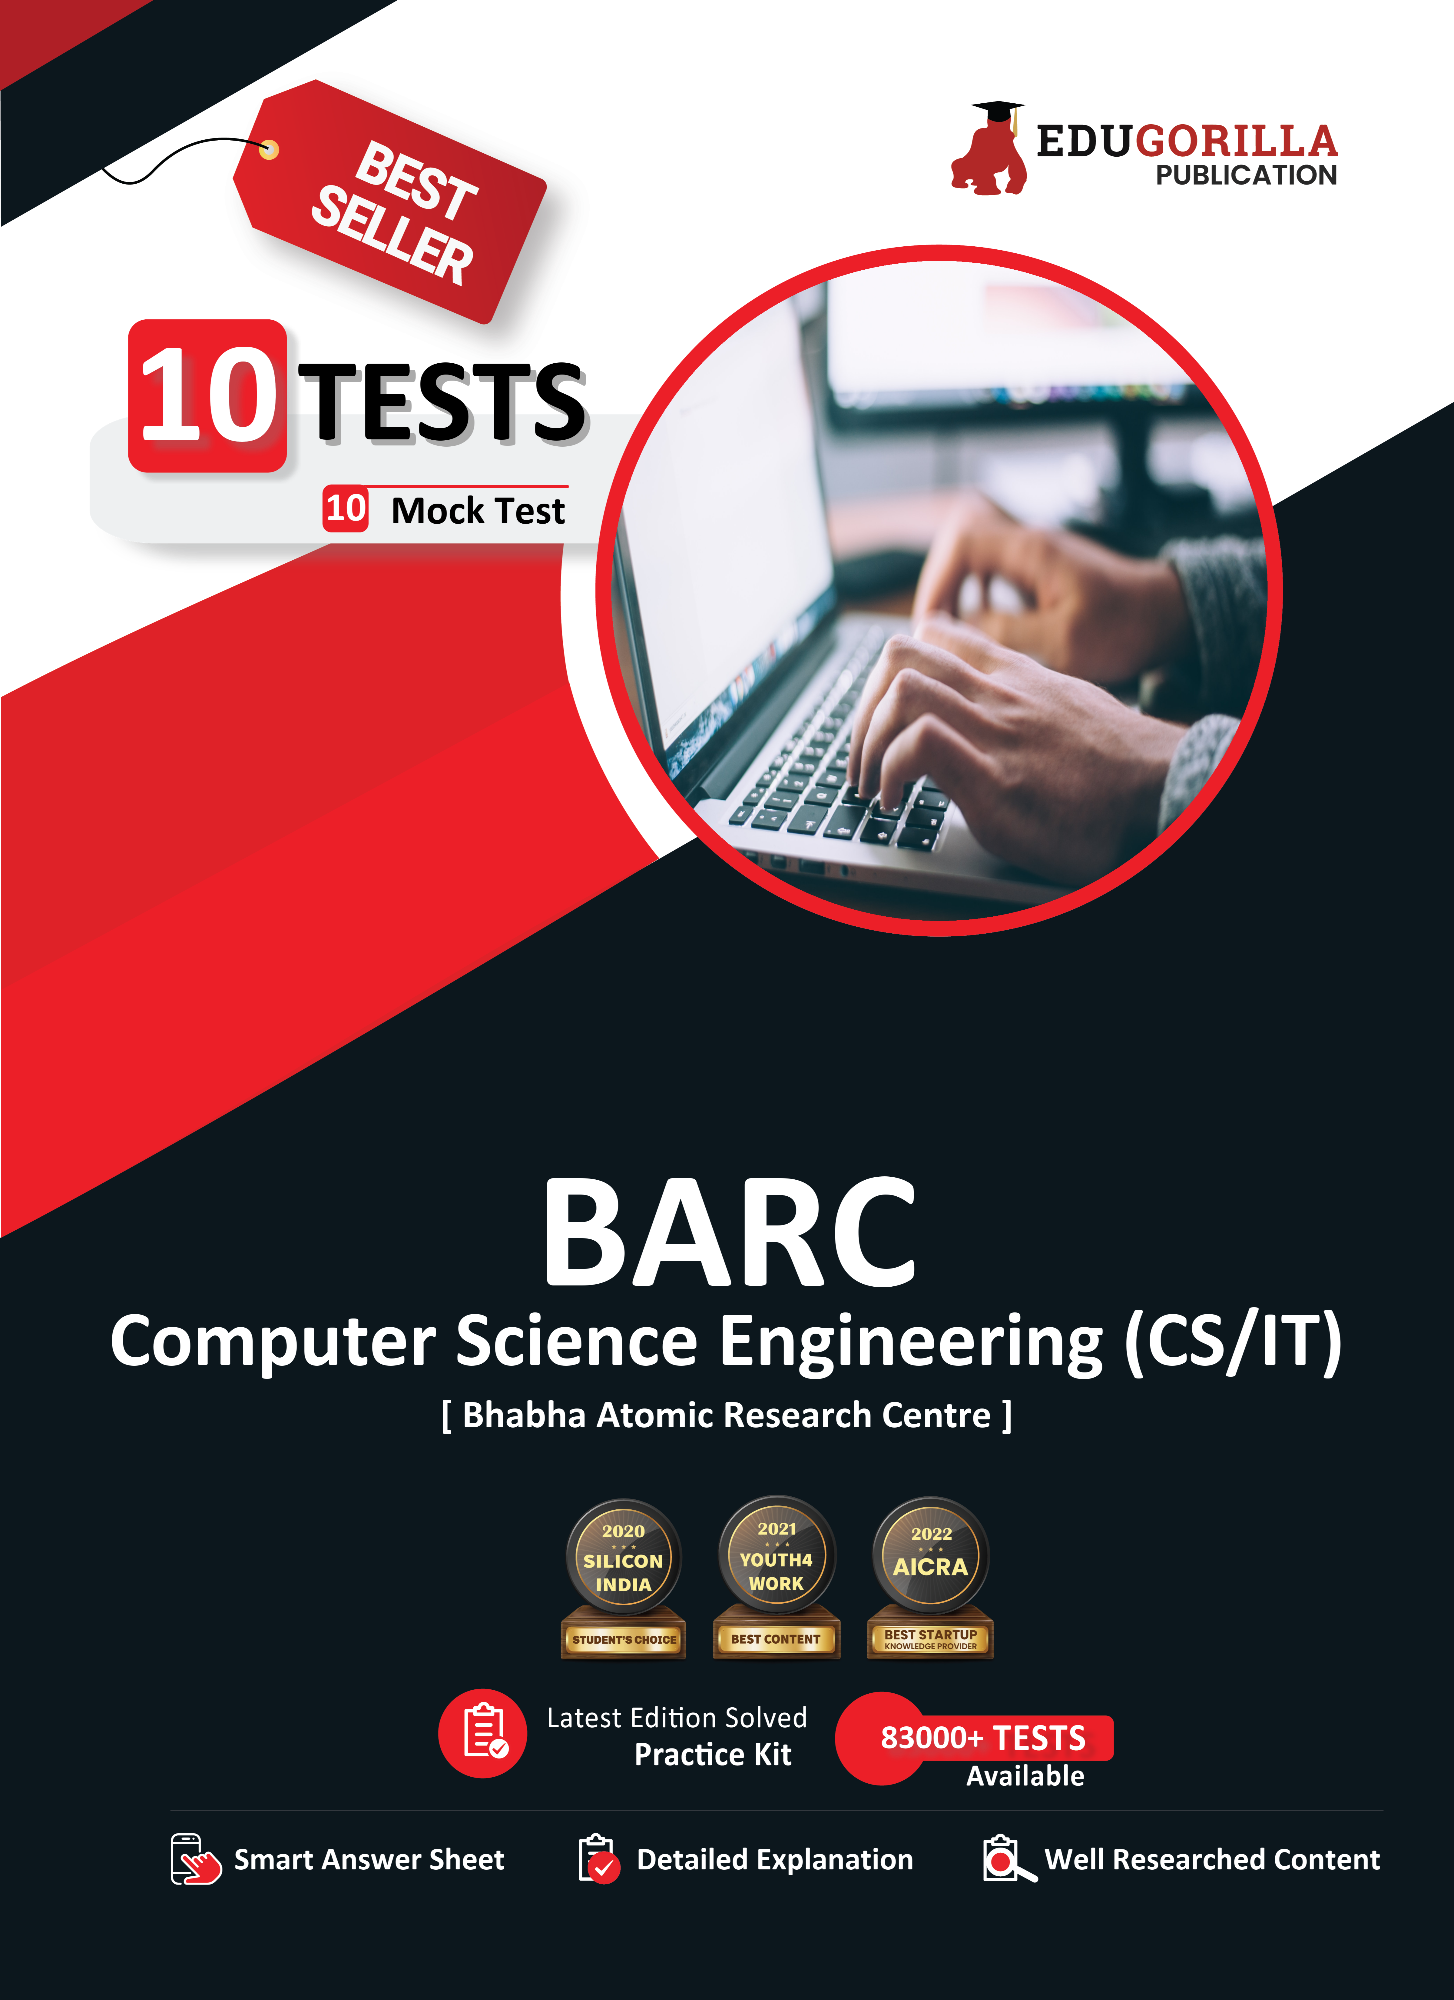 BEST
SELLER
EDUGORILLA
PUBLICATION
10 TESTS
10 Mock Test
BARC
Computer Science Engineering (CS/IT)
[ Bhabha Atomic Research Centre ]
2020
SILICON
INDIA
STUDENT'S CHOICE
2021
YOUTH4
WORK
BEST CONTENT
2022
AICRA
BEST STARTUP
KNOWLEDGE PROVIDER
Latest Edition Solved
Practice Kit
83000+ TESTS
Available
Smart Answer Sheet
Detailed Explanation
Well Researched Content